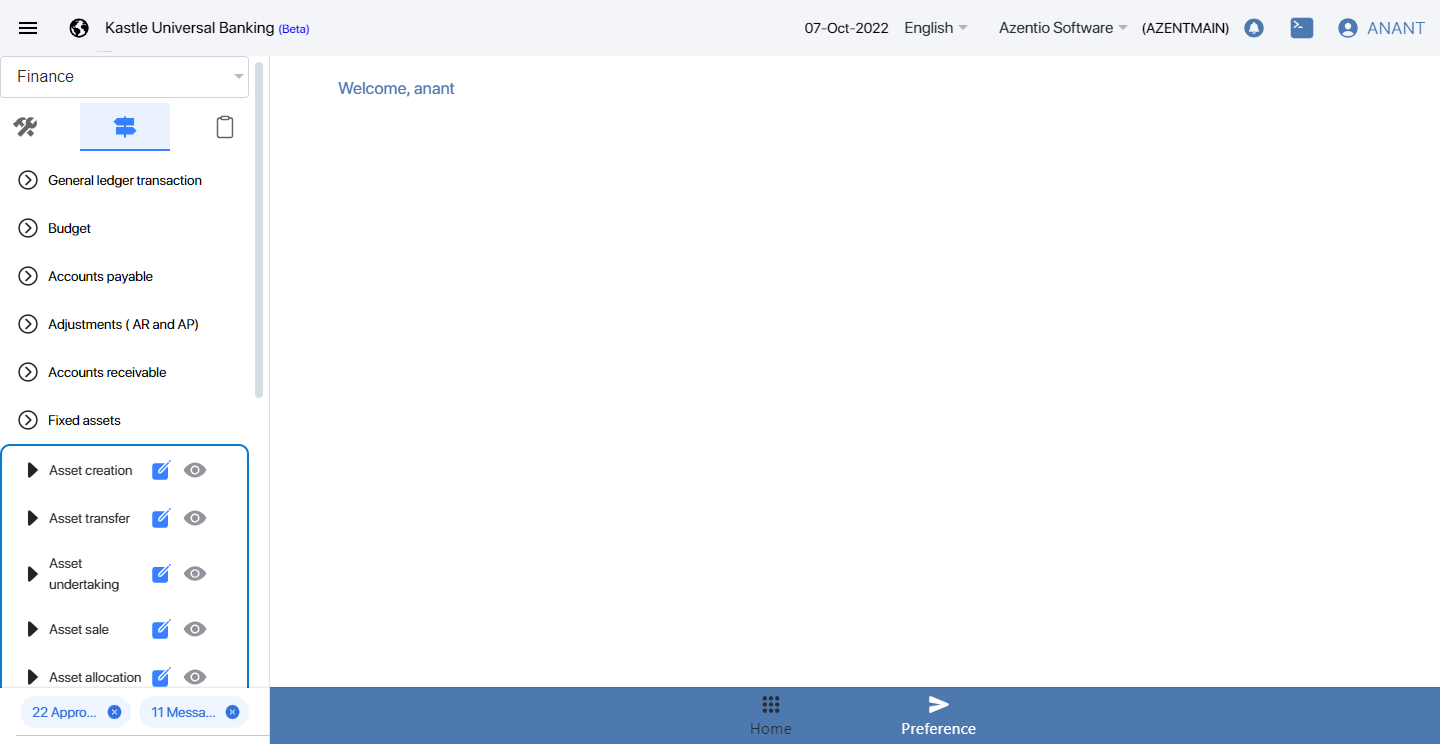 Kastle Universal Banking (Beta)
07-Oct-2022 English Azentio Software (AZENTMAIN) ANANT
Finance
Welcome, anant
General ledger transaction
Budget
Accounts payable
Adjustments ( AR and AP)
Accounts receivable
Fixed assets
Asset creation
Asset transfer
Asset
undertaking
Asset sale
Asset allocation
22 Appro... 11 Messa...
Home Preference